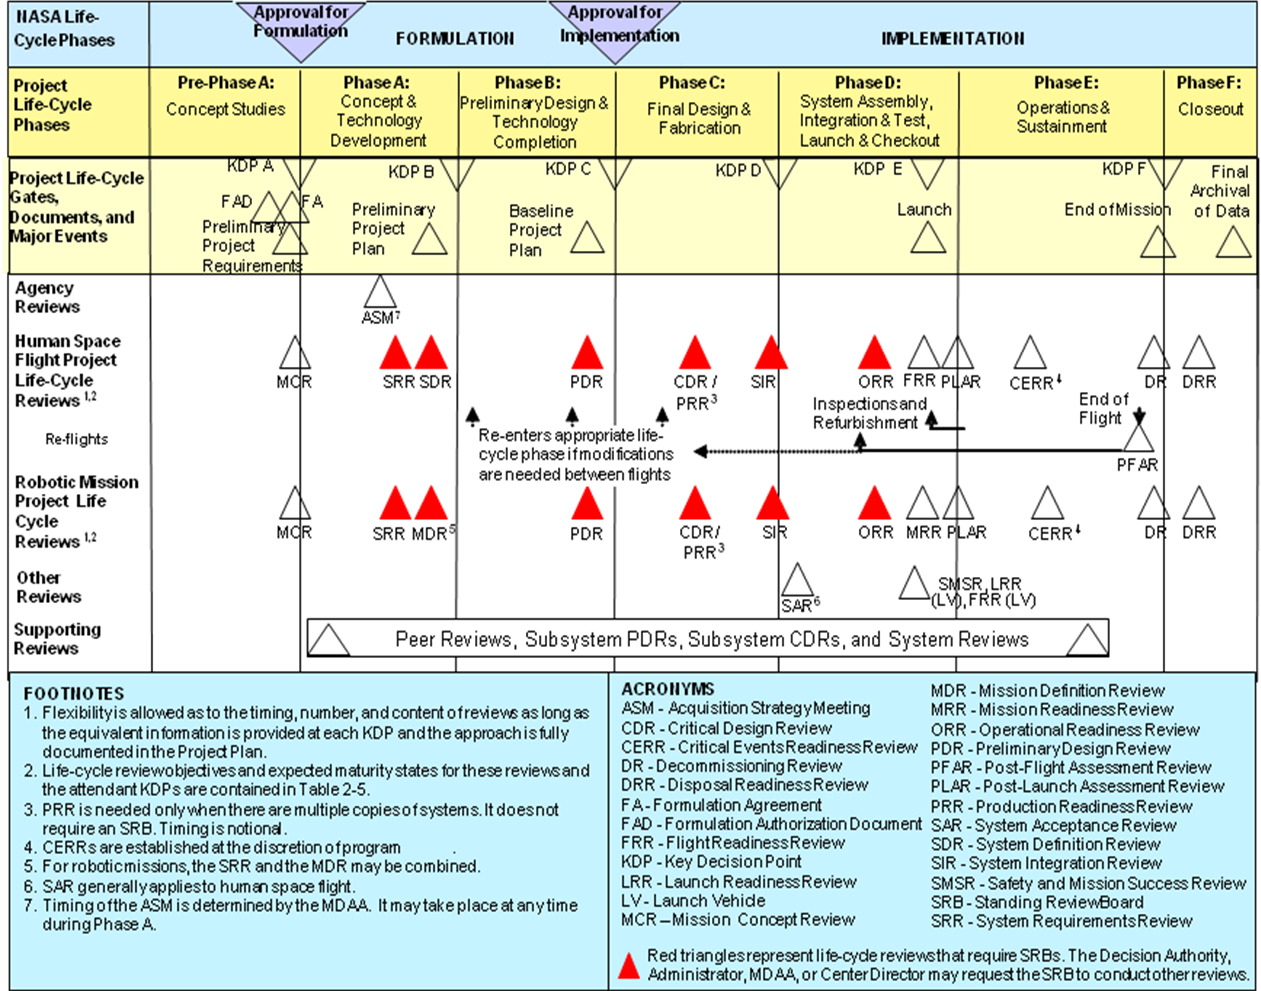 NASA Life-
Cycle Phases
Approval for
Formulation
FORMULATION
Approval for
Implementation
IMPLEMENTATION
Project
Life-Cycle
Phases
Pre-Phase A:
Concept Studies
Phase A:
Concept &
Technology
Development
Phase B:
Preliminary Design &
Technology
Completion
Phase C:
Final Design &
Fabrication
Phase D:
System Assembly,
Integration & Test,
Launch & Checkout
Phase E:
Operations &
Sustainment
Phase F:
Closeout
Project Life-Cycle
Gates,
Documents, and
Major Events
KDP A
FAD
FA
Preliminary
Project
Requirements
KDP B
Preliminary
Project
Plan
KDP C
Baseline
Project
Plan
KDP D
KDP E
Launch
KDP F
End of Mission
Final
Archival
of Data
Agency
Reviews
ASM7
Human Space
Flight Project
Life-Cycle
Reviews 1,2
MCR
SRR SDR
PDR
CDR /
PRR3
SIR
ORR
FRR PLAR
CERR4
DR
DRR
Re-flights
Re-enters appropriate life-
cycle phase if modifications
are needed between flights
Inspections and
Refurbishment
End of
Flight
PFAR
Robotic Mission
Project Life
Cycle
Reviews 1,2
MCR
SRR MDR5
PDR
CDR/
PRR3
SIR
ORR
MRR PLAR
CERR4
DR
DRR
Other
Reviews
SAR6
SMSR, LRR
(LV), FRR (LV)
Supporting
Reviews
Peer Reviews, Subsystem PDRs, Subsystem CDRs, and System Reviews
FOOTNOTES
1. Flexibility is allowed as to the timing, number, and content of reviews as long as
the equivalent information is provided at each KDP and the approach is fully
documented in the Project Plan.
2. Life-cycle review objectives and expected maturity states for these reviews and
the attendant KDPs are contained in Table 2-5.
3. PRR is needed only when there are multiple copies of systems. It does not
require an SRB. Timing is notional.
4. CERRs are established at the discretion of program .
5. For robotic missions, the SRR and the MDR may be combined.
6. SAR generally applies to human space flight.
7. Timing of the ASM is determined by the MDAA. It may take place at any time
during Phase A.
ACRONYMS
ASM - Acquisition Strategy Meeting
CDR - Critical Design Review
CERR - Critical Events Readiness Review
DR - Decommissioning Review
DRR - Disposal Readiness Review
FA - Formulation Agreement
FAD - Formulation Authorization Document
FRR - Flight Readiness Review
KDP - Key Decision Point
LRR - Launch Readiness Review
LV - Launch Vehicle
MCR – Mission Concept Review
MDR - Mission Definition Review
MRR - Mission Readiness Review
ORR - Operational Readiness Review
PDR - Preliminary Design Review
PFAR - Post-Flight Assessment Review
PLAR - Post-Launch Assessment Review
PRR - Production Readiness Review
SAR - System Acceptance Review
SDR - System Definition Review
SIR - System Integration Review
SMSR - Safety and Mission Success Review
SRB - Standing Review Board
SRR - System Requirements Review
Red triangles represent life-cycle reviews that require SRBs. The Decision Authority,
Administrator, MDAA, or Center Director may request the SRB to conduct other reviews.